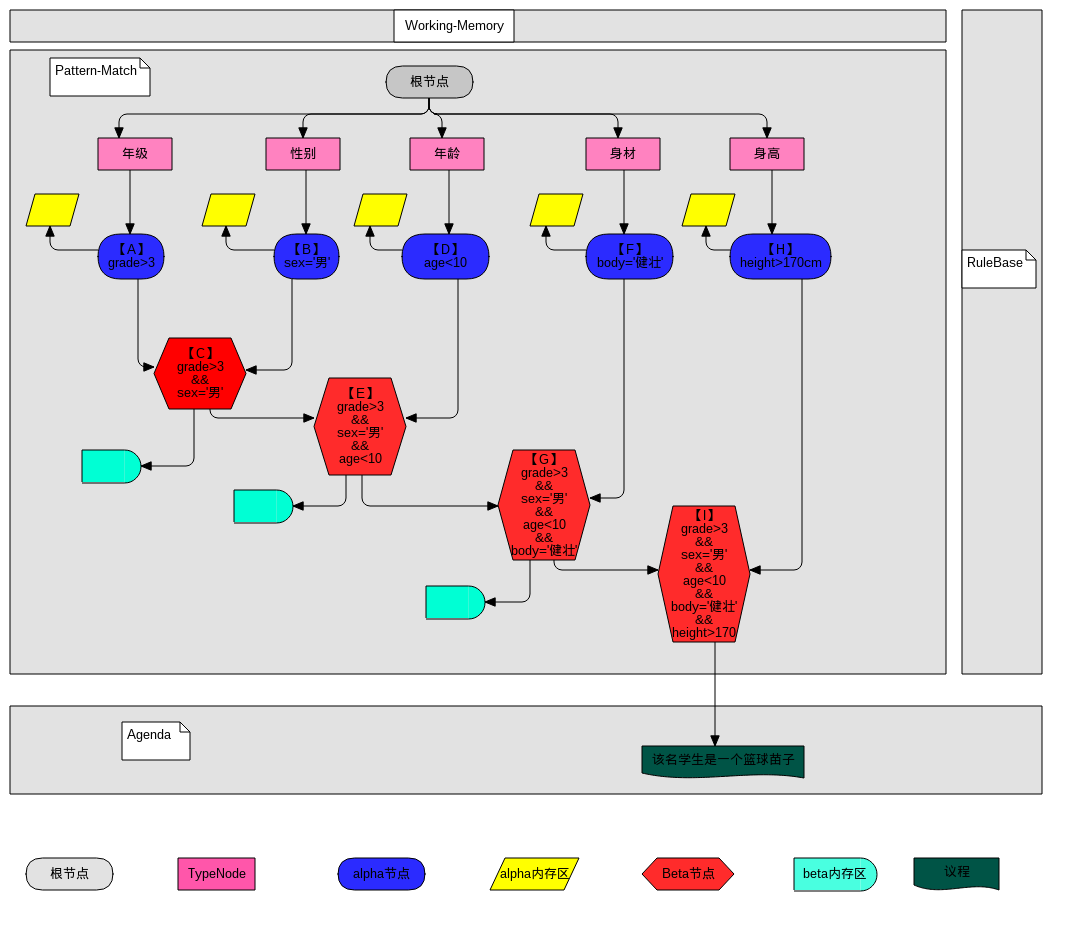 Working-Memory
Pattern-Match
根节点
年级
性别
年龄
身材
身高
【A】
grade>3
【B】
sex='男'
【D】
age<10
【F】
body='健壮'
【H】
height>170cm
RuleBase
【C】
grade>3
&&
sex='男'
【E】
grade>3
&&
sex='男'
&&
age<10
【G】
grade>3
&&
sex='男'
&&
age<10
&&
body='健壮'
【I】
grade>3
&&
sex='男'
&&
age<10
&&
body='健壮'
&&
height>170
Agenda
该名学生是一个篮球苗子
根节点
TypeNode
alpha节点
alpha内存区
Beta节点
beta内存区
议程